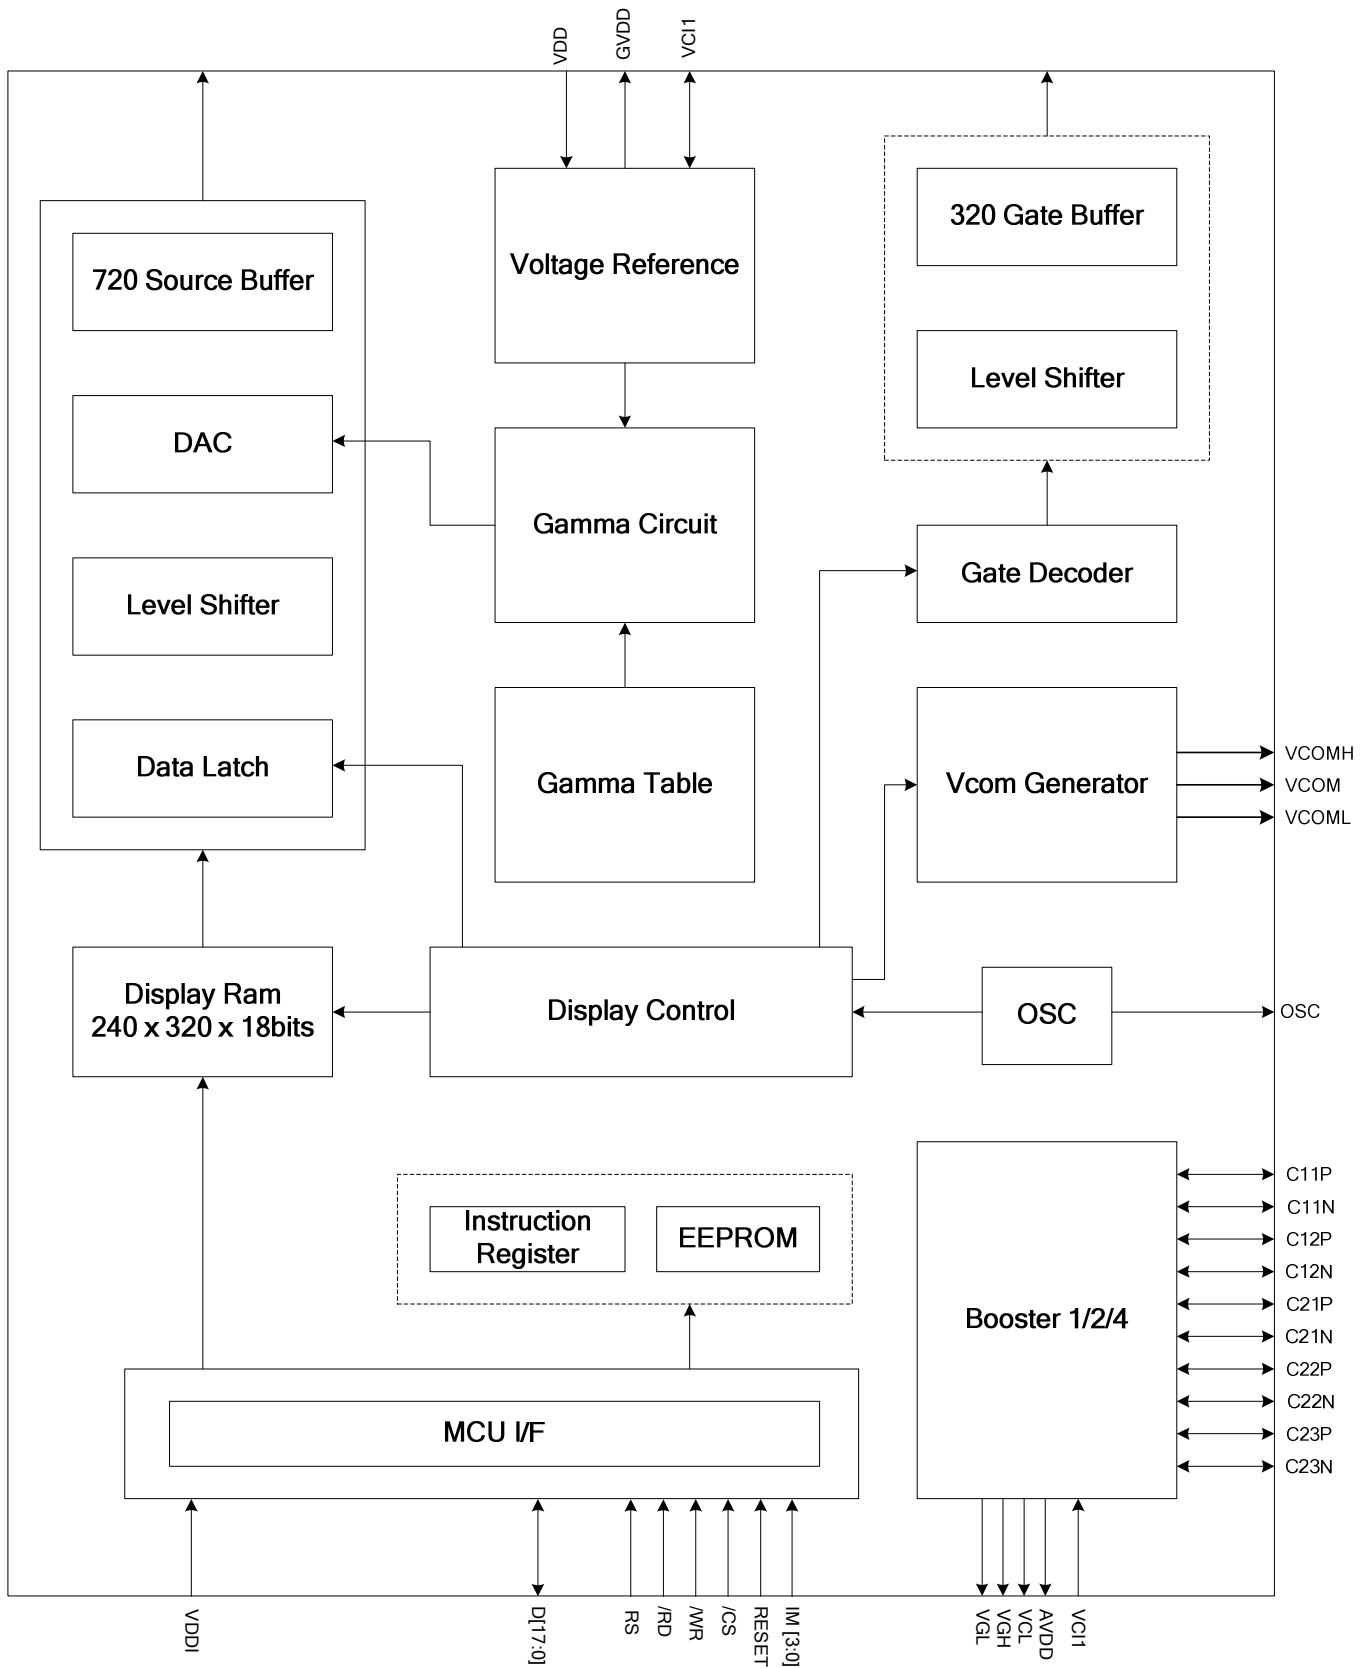 VDD
GVDD
VCI1
720 Source Buffer
DAC
Level Shifter
Data Latch
Voltage Reference
Gamma Circuit
Gamma Table
320 Gate Buffer
Level Shifter
Gate Decoder
Vcom Generator
VCOMH
VCOM
VCOML
Display Ram
240 x 320 x 18bits
Display Control
OSC
OSC
Instruction
Register
EEPROM
MCU I/F
Booster 1/2/4
C11P
C11N
C12P
C12N
C21P
C21N
C22P
C22N
C23P
C23N
VDDI
D[17:0]
RS
/RD
/WR
/CS
RESET
IM [3:0]
VGL
VGH
VCL
AVDD
VCI1